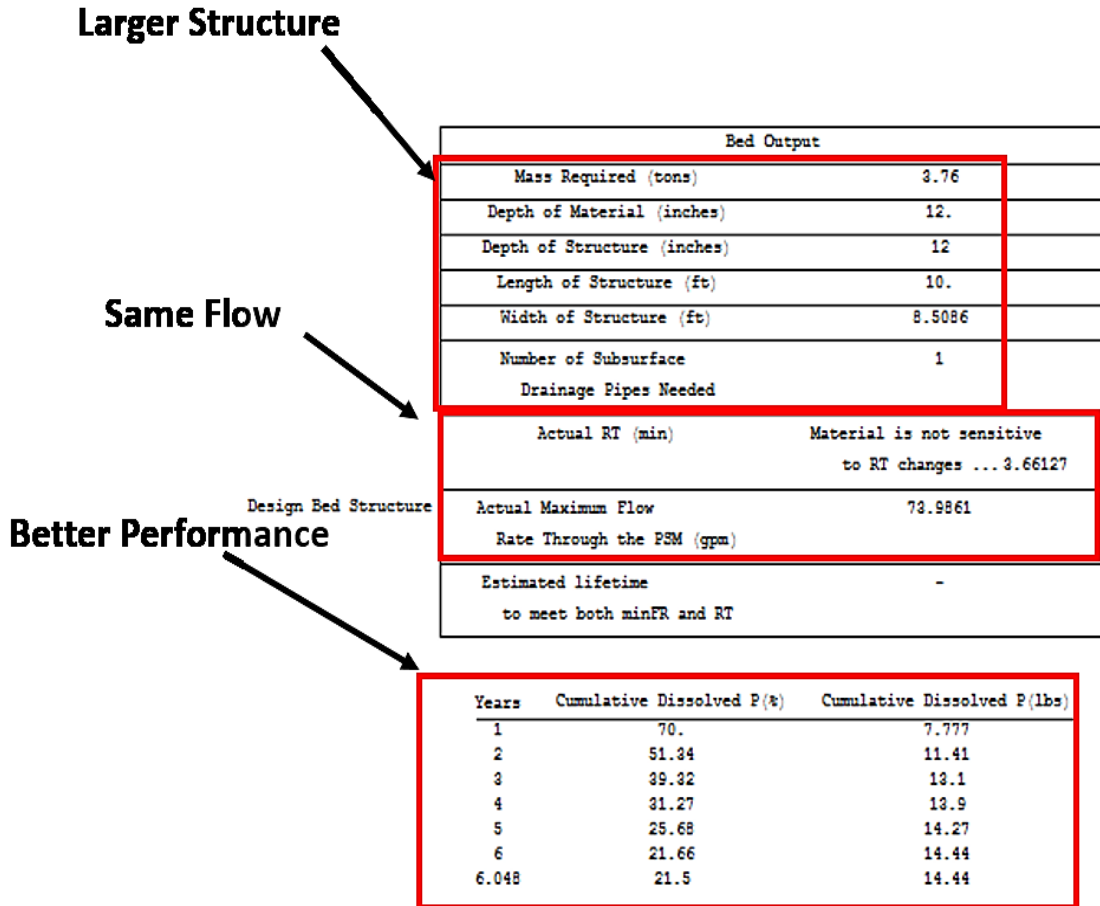 Larger Structure
Bed Output
Mass Required (tons) 3.76
Depth of Material (inches) 12.
Depth of Structure (inches) 12
Length of Structure (ft) 10.
Same Flow
Width of Structure (ft) 8.5086
Number of Subsurface 1
Drainage Pipes Needed
Actual RT (min) Material is not sensitive
to RT changes ... 3.66127
Design Bed Structure Actual Maximum Flow 73.9861
Rate Through the PSM (gpm)
Better Performance
Estimated lifetime -
to meet both minFR and RT
Years Cumulative Dissolved P(%) Cumulative Dissolved P(lbs)
1 70. 7.777
2 51.34 11.41
3 39.32 13.1
4 31.27 13.9
5 25.68 14.27
6 21.66 14.44
6.048 21.5 14.44